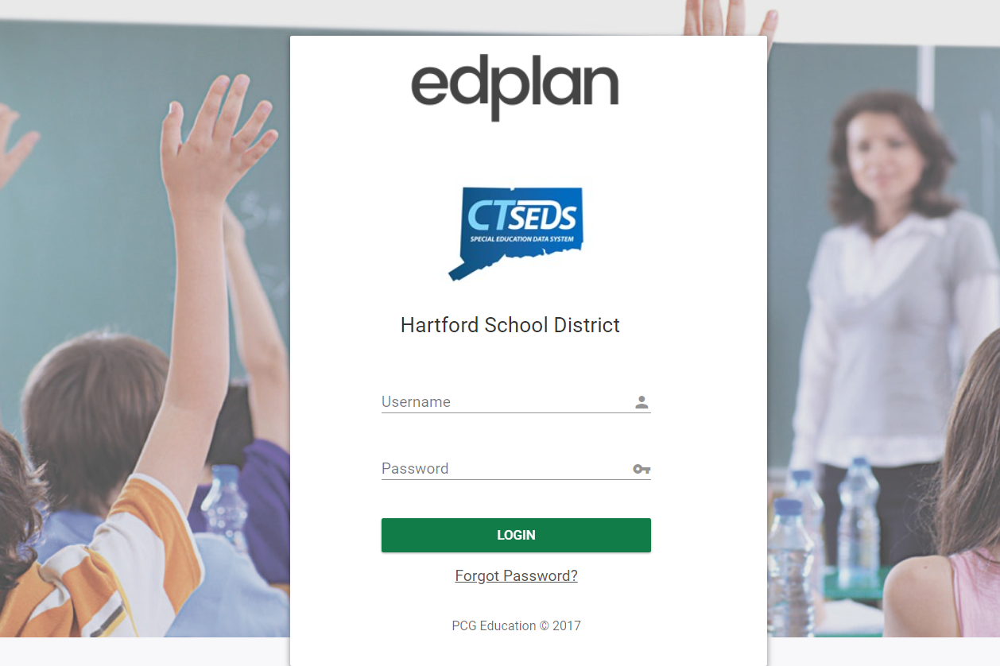 edplan
CTSEDS
SPECIAL EDUCATION DATA SYSTEM
Hartford School District
Username
Password
LOGIN
Forgot Password?
PCG Education © 2017